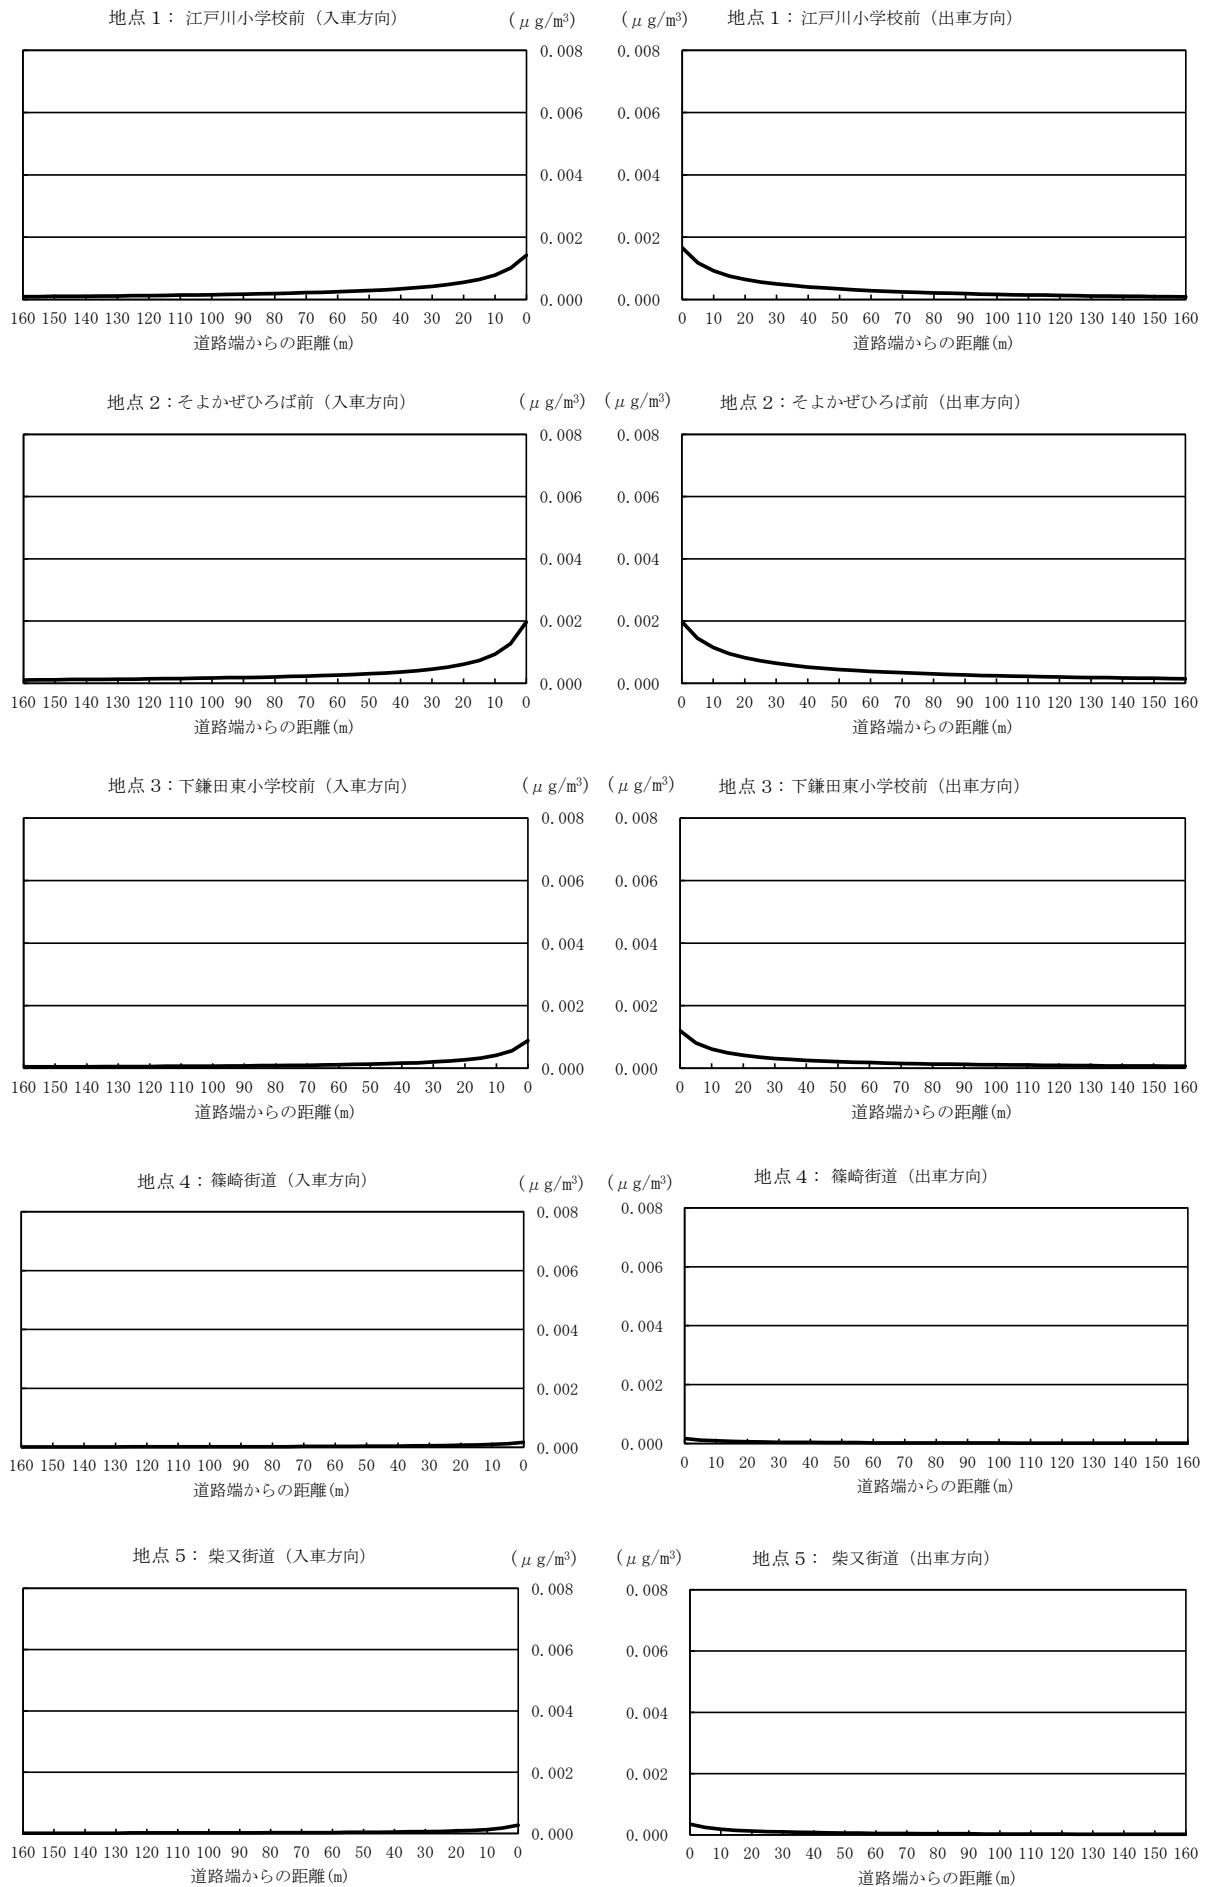 地点1： 江戸川小学校前（入車方向）
（μg/m³）
0.008
0.006
0.004
0.002
0.000
160 150 140 130 120 110 100 90 80 70 60 50 40 30 20 10 0
道路端からの距離(m)
（μg/m³）
地点1：江戸川小学校前（出車方向）
0.008
0.006
0.004
0.002
0.000
0 10 20 30 40 50 60 70 80 90 100 110 120 130 140 150 160
道路端からの距離(m)
地点2：そよかぜひろば前（入車方向）
（μg/m³）
0.008
0.006
0.004
0.002
0.000
160 150 140 130 120 110 100 90 80 70 60 50 40 30 20 10 0
道路端からの距離(m)
（μg/m³）
地点2：そよかぜひろば前（出車方向）
0.008
0.006
0.004
0.002
0.000
0 10 20 30 40 50 60 70 80 90 100 110 120 130 140 150 160
道路端からの距離(m)
地点3：下鎌田東小学校前（入車方向）
（μg/m³）
0.008
0.006
0.004
0.002
0.000
160 150 140 130 120 110 100 90 80 70 60 50 40 30 20 10 0
道路端からの距離(m)
（μg/m³）
地点3：下鎌田東小学校前（出車方向）
0.008
0.006
0.004
0.002
0.000
0 10 20 30 40 50 60 70 80 90 100 110 120 130 140 150 160
道路端からの距離(m)
地点4：篠崎街道（入車方向）
（μg/m³）
0.008
0.006
0.004
0.002
0.000
160 150 140 130 120 110 100 90 80 70 60 50 40 30 20 10 0
道路端からの距離(m)
（μg/m³）
地点4： 篠崎街道（出車方向）
0.008
0.006
0.004
0.002
0.000
0 10 20 30 40 50 60 70 80 90 100 110 120 130 140 150 160
道路端からの距離(m)
地点5： 柴又街道（入車方向）
（μg/m³）
0.008
0.006
0.004
0.002
0.000
160 150 140 130 120 110 100 90 80 70 60 50 40 30 20 10 0
道路端からの距離(m)
（μg/m³）
地点5： 柴又街道（出車方向）
0.008
0.006
0.004
0.002
0.000
0 10 20 30 40 50 60 70 80 90 100 110 120 130 140 150 160
道路端からの距離(m)